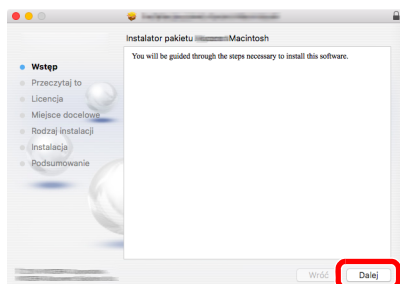 Instalator pakietu Macintosh
You will be guided through the steps necessary to install this software.
Wstęp
Przeczytaj to
Licencja
Miejsce docelowe
Rodzaj instalacji
Instalacja
Podsumowanie
Wróć
Dalej